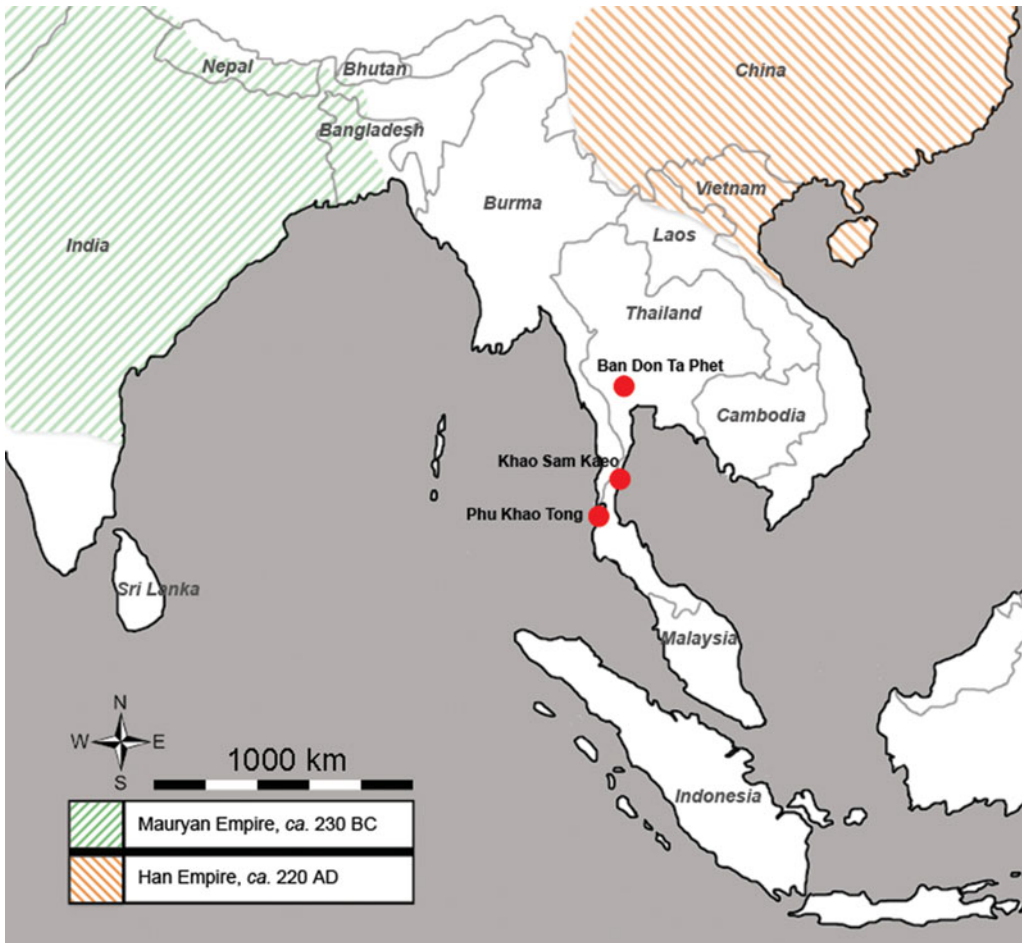 Nepal
Bhutan
China
Bangladesh
Vietnam
Burma
India
Laos
Thailand
Ban Don Ta Phet
Cambodia
Khao Sam Kaeo
Phu Khao Tong
Sri Lanka
Malaysia
N
W E
S
1000 km
Indonesia
Mauryan Empire, ca. 230 BC
Han Empire, ca. 220 AD